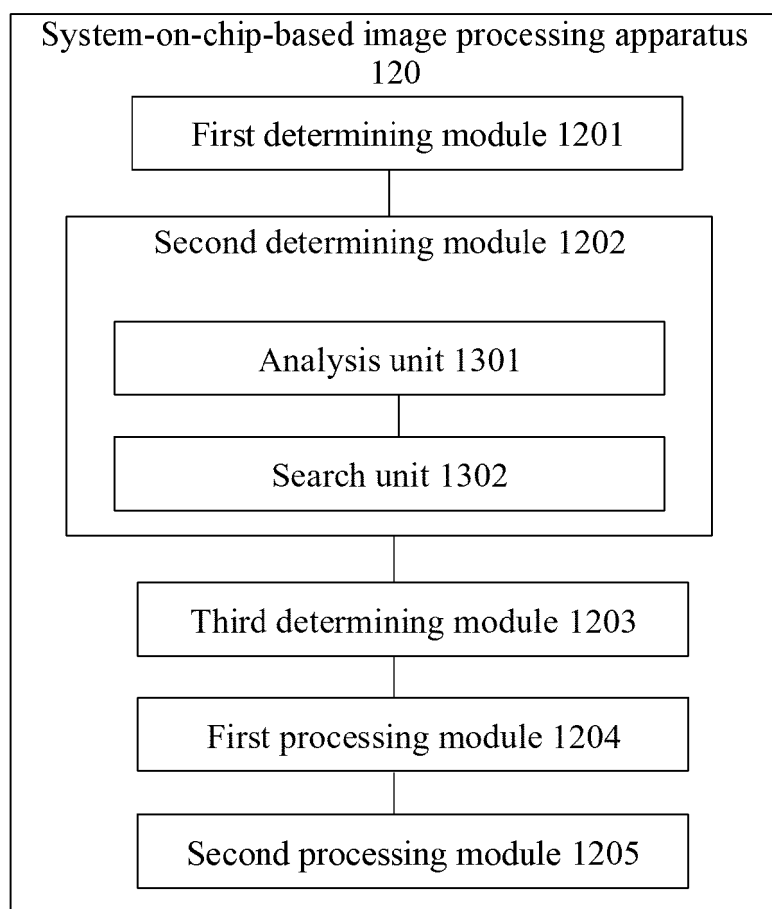 System-on-chip-based image processing apparatus
120
First determining module 1201
Second determining module 1202
Analysis unit 1301
Search unit 1302
Third determining module 1203
First processing module 1204
Second processing module 1205